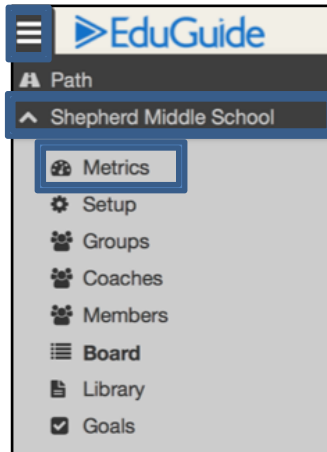 EduGuide
Path
Shepherd Middle School
Metrics
Setup
Groups
Coaches
Members
Board
Library
Goals